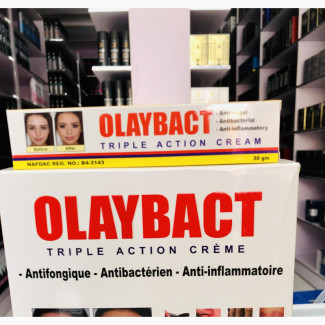 OLAYBACT
- Antifungal
- Antibacterial
- Anti-inflammatory
TRIPLE ACTION CREAM
Before After
NAFDAC REG. NO.: B4-3143
30 gm
OLAYBACT
TRIPLE ACTION CRÈME
- Antifongique - Antibactérien - Anti-inflammatoire